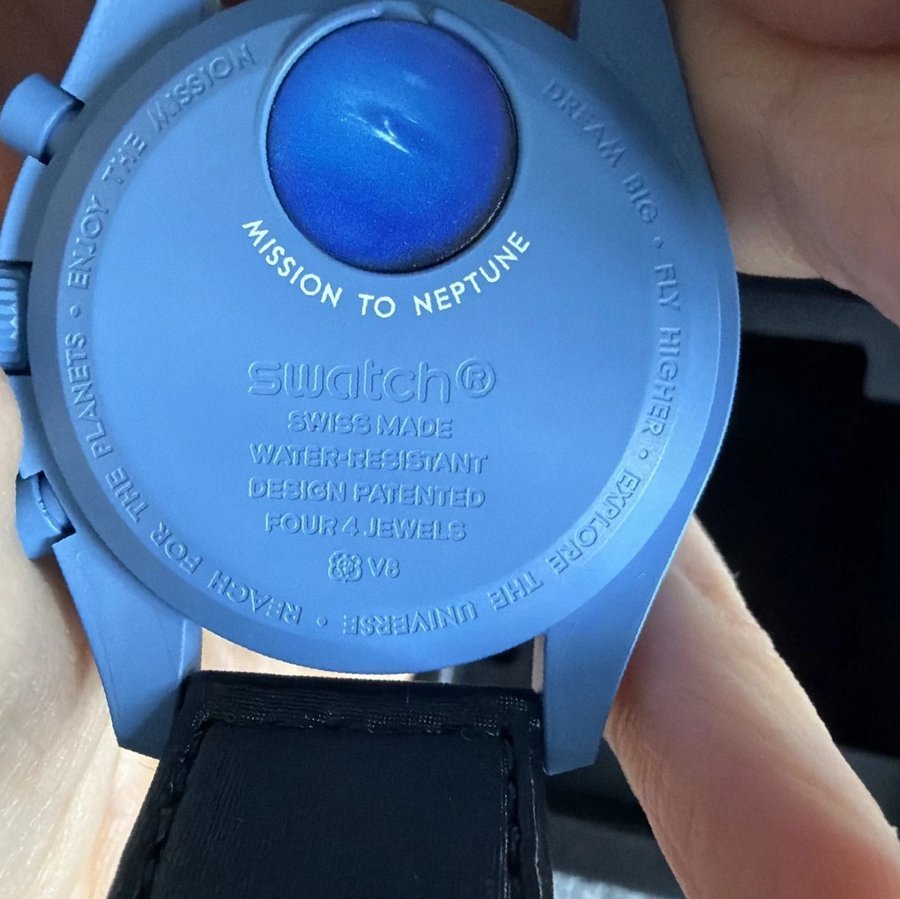 DREAM BIG • FLY HIGHER • EXPLORE THE UNIVERSE • REACH FOR THE PLANETS • ENJOY THE MISSION
MISSION TO NEPTUNE
swatch®
SWISS MADE
WATER-RESISTANT
DESIGN PATENTED
FOUR 4 JEWELS
V8